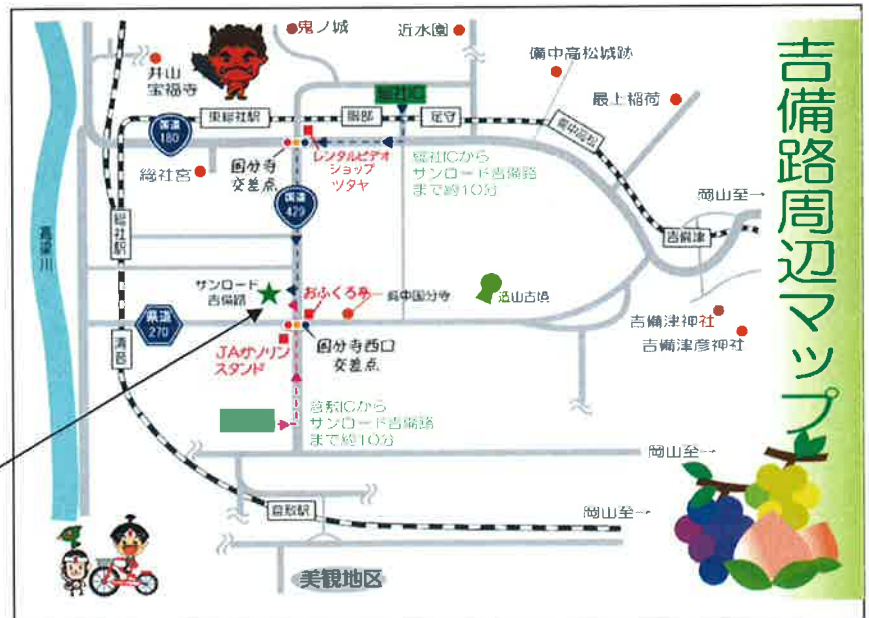 吉備路周辺マップ
鬼ノ城
近水園
備中高松城跡
井山
宝福寺
最上稲荷
総社IC
東総社駅
服部
足守
備中高松
国道
180
国分寺
交差点
レンタルビデオ
ショップ
ツタヤ
総社ICから
サンロード吉備路
まで約10分
総社宮
国道
429
岡山至→
総社駅
吉備津
高梁川
サンロード
吉備路
おふくろ亭
備中国分寺
造山古墳
吉備津神社
吉備津彦神社
県道
270
JAガソリン
スタンド
国分寺西口
交差点
清音
倉敷ICから
サンロード吉備路
まで約10分
岡山至→
倉敷駅
岡山至→
美観地区